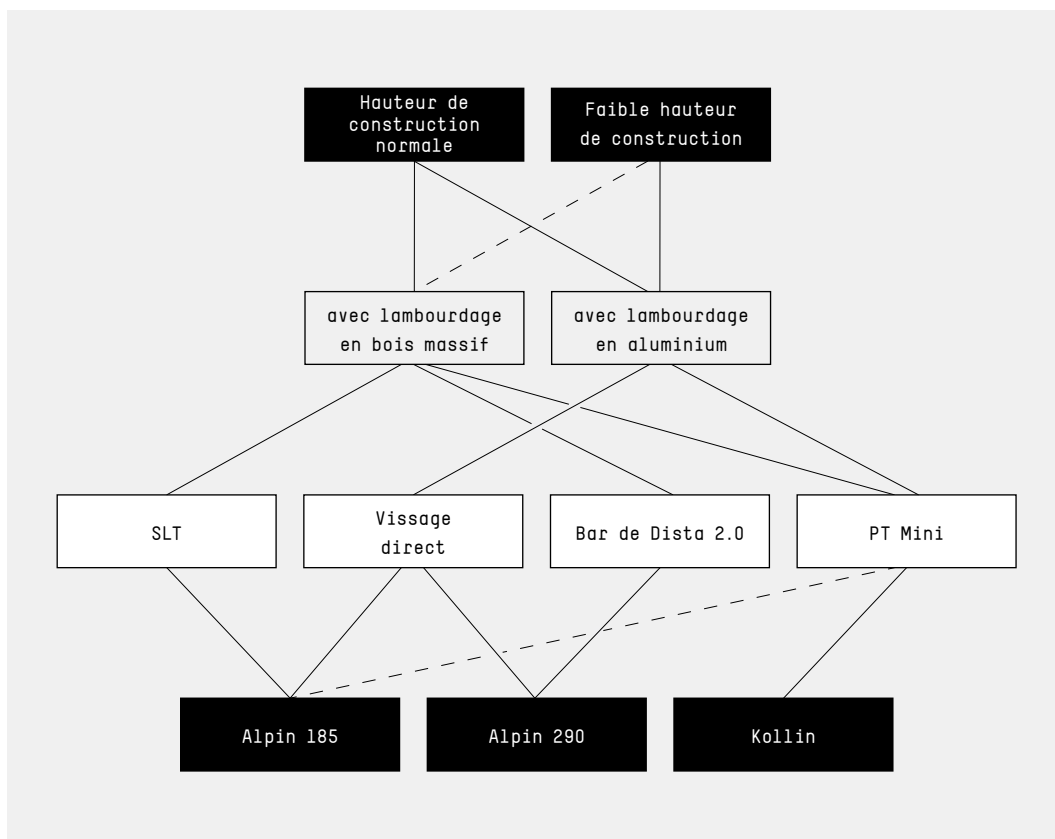 Hauteur de
construction
normale
Faible hauteur
de construction
avec lambourdage
en bois massif
avec lambourdage
en aluminium
SLT
Vissage
direct
Bar de Dista 2.0
PT Mini
Alpin 185
Alpin 290
Kollin